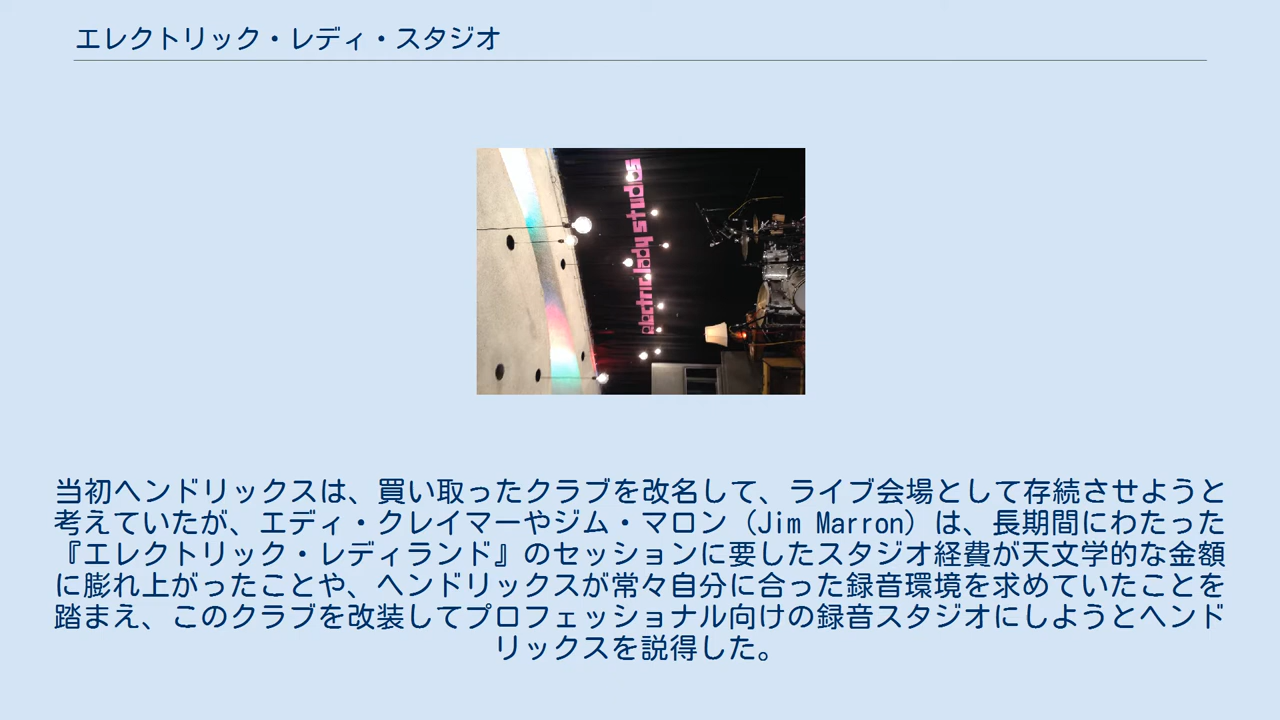 エレクトリック・レディ・スタジオ
electric lady studios
当初ヘンドリックスは、買い取ったクラブを改名して、ライブ会場として存続させようと
考えていたが、エディ・クレイマーやジム・マロン（Jim Marron）は、長期間にわたった
『エレクトリック・レディランド』のセッションに要したスタジオ経費が天文学的な金額
に膨れ上がったことや、ヘンドリックスが常々自分に合った録音環境を求めていたことを
踏まえ、このクラブを改装してプロフェッショナル向けの録音スタジオにしようとヘンド
リックスを説得した。